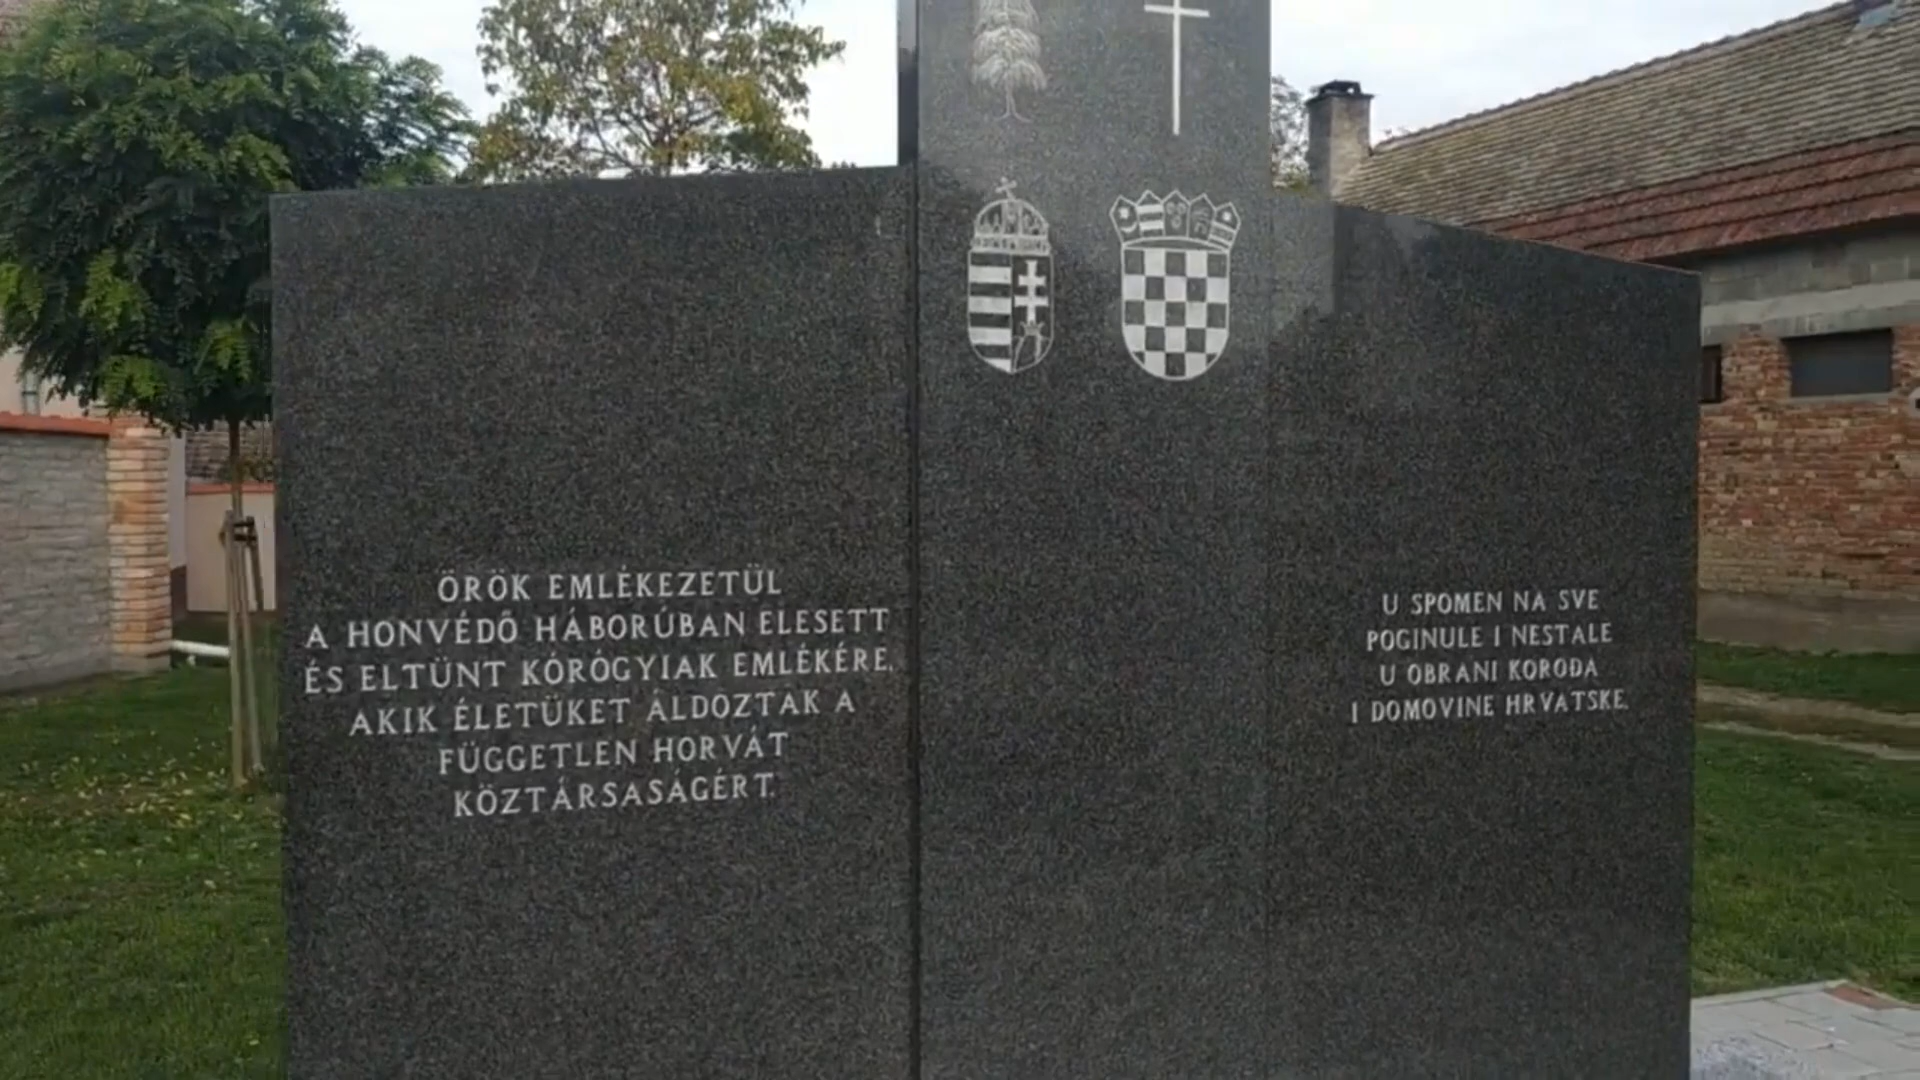 ÖRÖK EMLÉKEZETÜL
A HONVÉDŐ HÁBORÚBAN ELESETT
ÉS ELTÜNT KÓRÓGYIAK EMLÉKÉRE,
AKIK ÉLETÜKET ÁLDOZTAK A
FÜGGETLEN HORVÁT
KÖZTÁRSASÁGÉRT.
U SPOMEN NA SVE
POGINULE I NESTALE
U OBRANI KOROĐA
I DOMOVINE HRVATSKE.